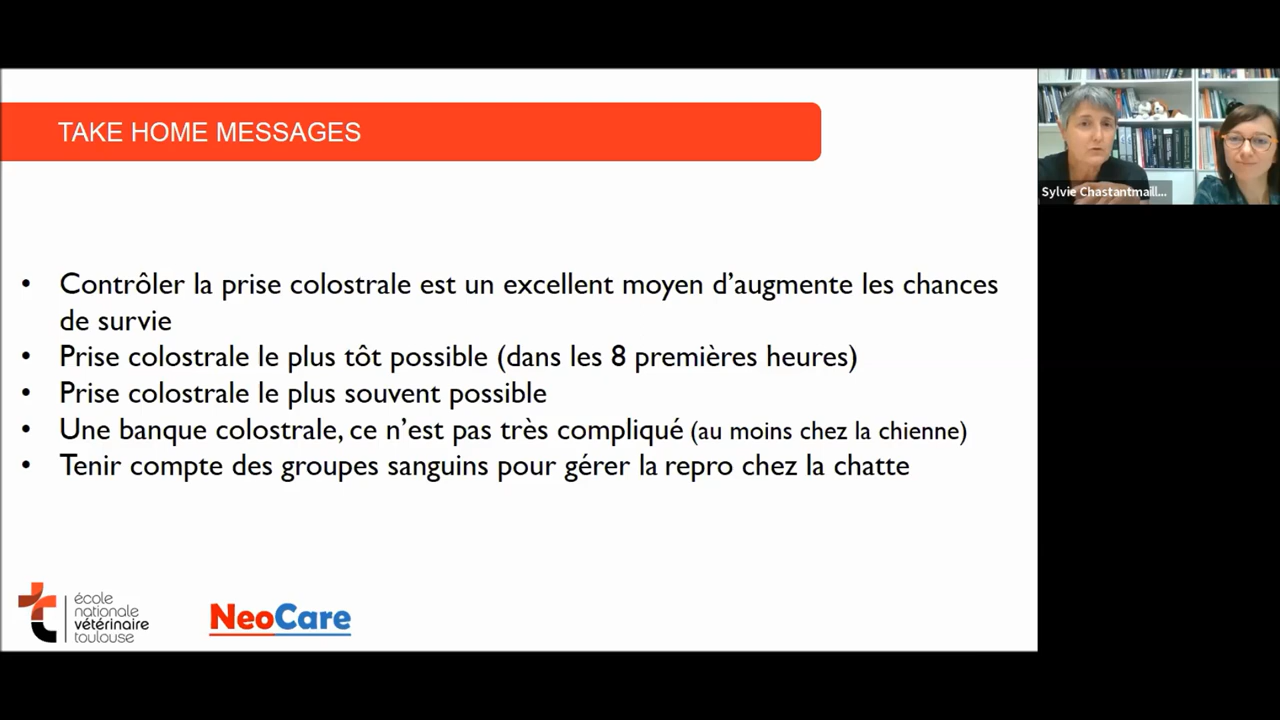 TAKE HOME MESSAGES
Sylvie Chastantmaill...
• Contrôler la prise colostrale est un excellent moyen d’augmente les chances
de survie
• Prise colostrale le plus tôt possible (dans les 8 premières heures)
• Prise colostrale le plus souvent possible
• Une banque colostrale, ce n’est pas très compliqué (au moins chez la chienne)
• Tenir compte des groupes sanguins pour gérer la repro chez la chatte
école
nationale
vétérinaire
toulouse
NeoCare